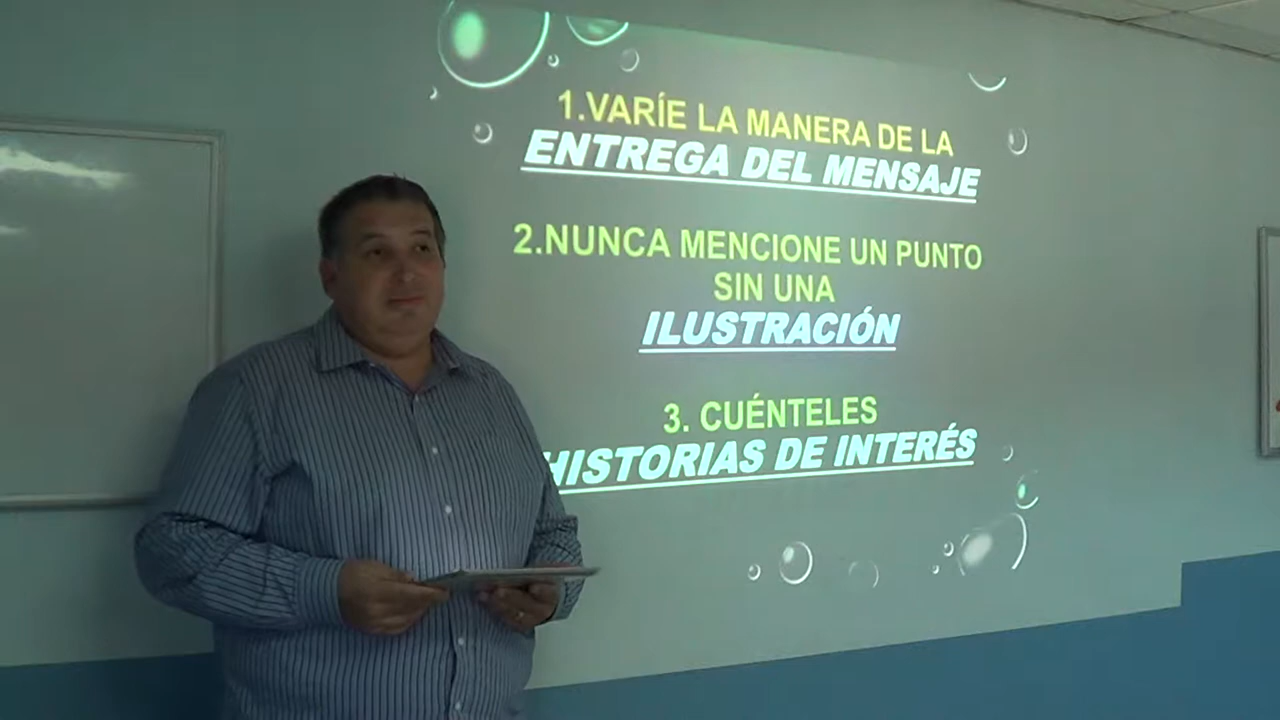 1.VARÍE LA MANERA DE LA
ENTREGA DEL MENSAJE
2.NUNCA MENCIONE UN PUNTO
SIN UNA
ILUSTRACIÓN
3. CUÉNTELES
HISTORIAS DE INTERÉS